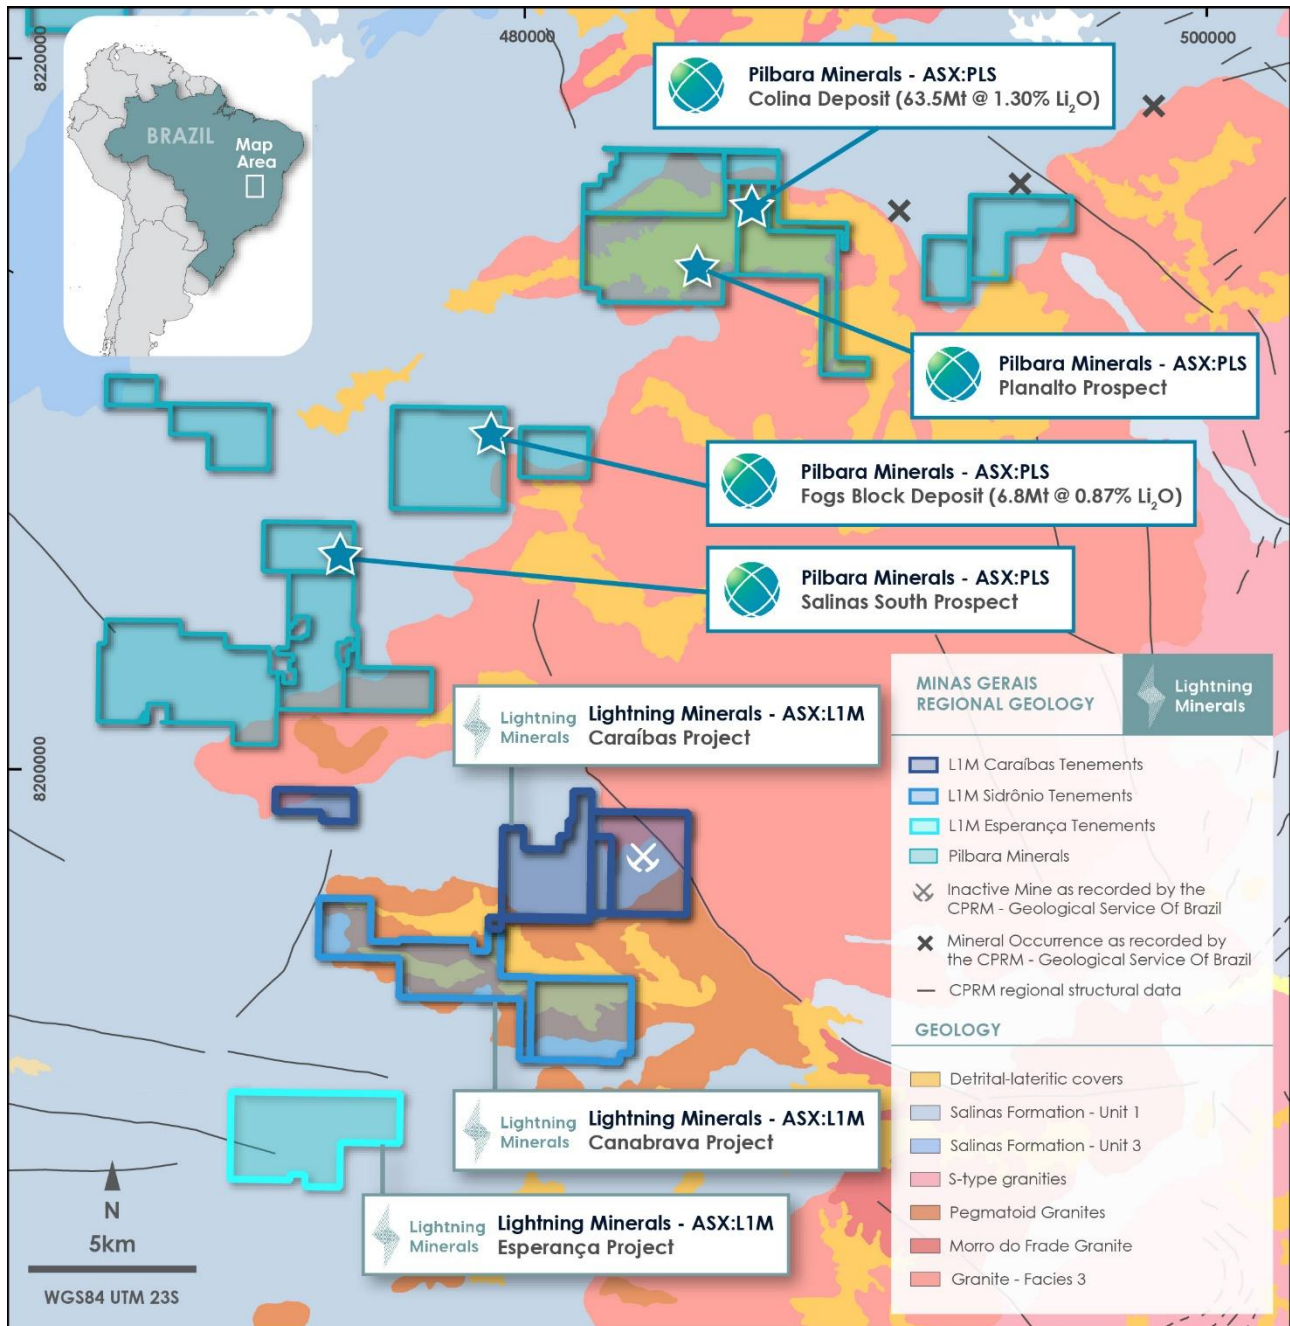 480000
500000
8220000
8200000
BRAZIL
Map
Area
Pilbara Minerals - ASX:PLS
Colina Deposit (63.5Mt @ 1.30% Li₂O)
Pilbara Minerals - ASX:PLS
Planalto Prospect
Pilbara Minerals - ASX:PLS
Fogs Block Deposit (6.8Mt @ 0.87% Li₂O)
Pilbara Minerals - ASX:PLS
Salinas South Prospect
Lightning
Minerals
Lightning Minerals - ASX:L1M
Caraíbas Project
Lightning
Minerals
Lightning Minerals - ASX:L1M
Canabrava Project
Lightning
Minerals
Lightning Minerals - ASX:L1M
Esperança Project
N
5km
WGS84 UTM 23S
MINAS GERAIS
REGIONAL GEOLOGY
Lightning
Minerals
L1M Caraíbas Tenements
L1M Sidrônio Tenements
L1M Esperança Tenements
Pilbara Minerals
Inactive Mine as recorded by the
CPRM - Geological Service Of Brazil
Mineral Occurrence as recorded by
the CPRM - Geological Service Of Brazil
CPRM regional structural data
GEOLOGY
Detrital-lateritic covers
Salinas Formation - Unit 1
Salinas Formation - Unit 3
S-type granities
Pegmatoid Granites
Morro do Frade Granite
Granite - Facies 3